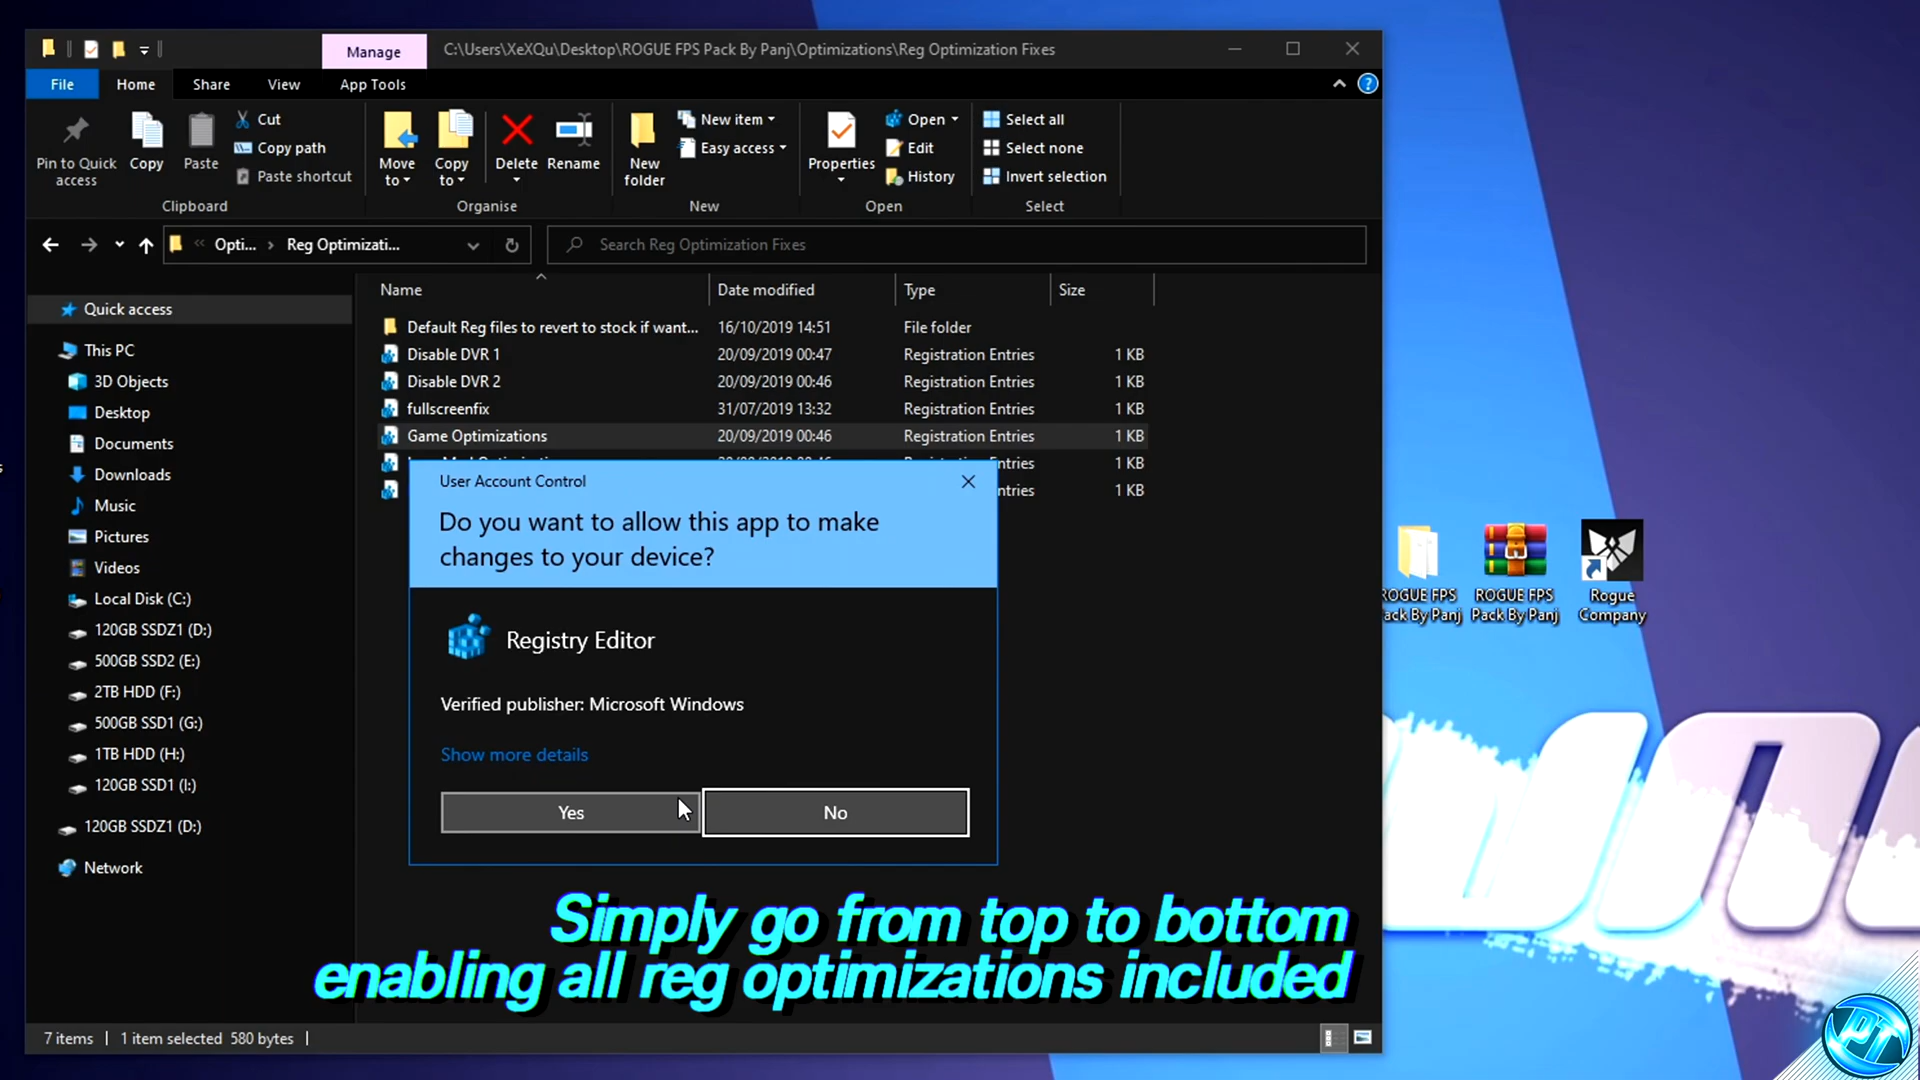 Manage
C:\Users\XeXQu\Desktop\ROGUE FPS Pack By Panj\Optimizations\Reg Optimization Fixes
File Home Share View App Tools
Pin to Quick access
Copy
Paste
Cut
Copy path
Paste shortcut
Clipboard
Move to
Copy to
Delete
Rename
Organise
New folder
New item
Easy access
New
Properties
Open
Edit
History
Open
Select all
Select none
Invert selection
Select
Opti... Reg Optimizati...
Search Reg Optimization Fixes
Name Date modified Type Size
Quick access
This PC
3D Objects
Desktop
Documents
Downloads
Music
Pictures
Videos
Local Disk (C:)
120GB SSDZ1 (D:)
500GB SSD2 (E:)
2TB HDD (F:)
500GB SSD1 (G:)
1TB HDD (H:)
120GB SSD1 (I:)
120GB SSDZ1 (D:)
Network
Default Reg files to revert to stock if want... 16/10/2019 14:51 File folder
Disable DVR 1 20/09/2019 00:47 Registration Entries 1 KB
Disable DVR 2 20/09/2019 00:46 Registration Entries 1 KB
fullscreenfix 31/07/2019 13:32 Registration Entries 1 KB
Game Optimizations 20/09/2019 00:46 Registration Entries 1 KB
Entries 1 KB
ntries 1 KB
User Account Control
Do you want to allow this app to make
changes to your device?
Registry Editor
Verified publisher: Microsoft Windows
Show more details
Yes No
ROGUE FPS
ack By Panj
ROGUE FPS
Pack By Panj
Rogue
Company
Simply go from top to bottom
enabling all reg optimizations included
7 items 1 item selected 580 bytes
PT